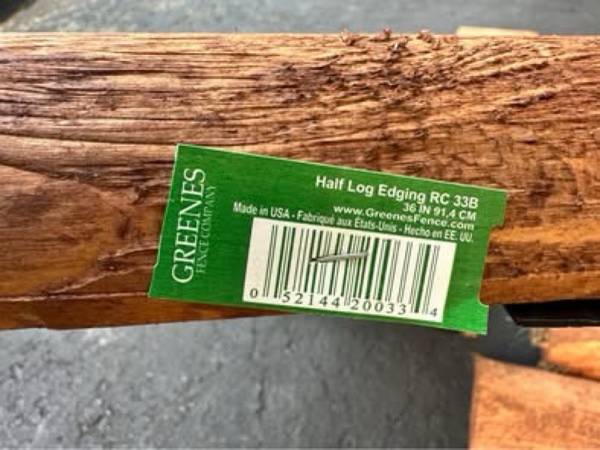 GREENES
FENCE COMPANY
Half Log Edging RC 33B
36 IN 91,4 CM
www.GreenesFence.com
Made in USA - Fabriqué aux États-Unis - Hecho en EE. UU.
0 52144 20033 4